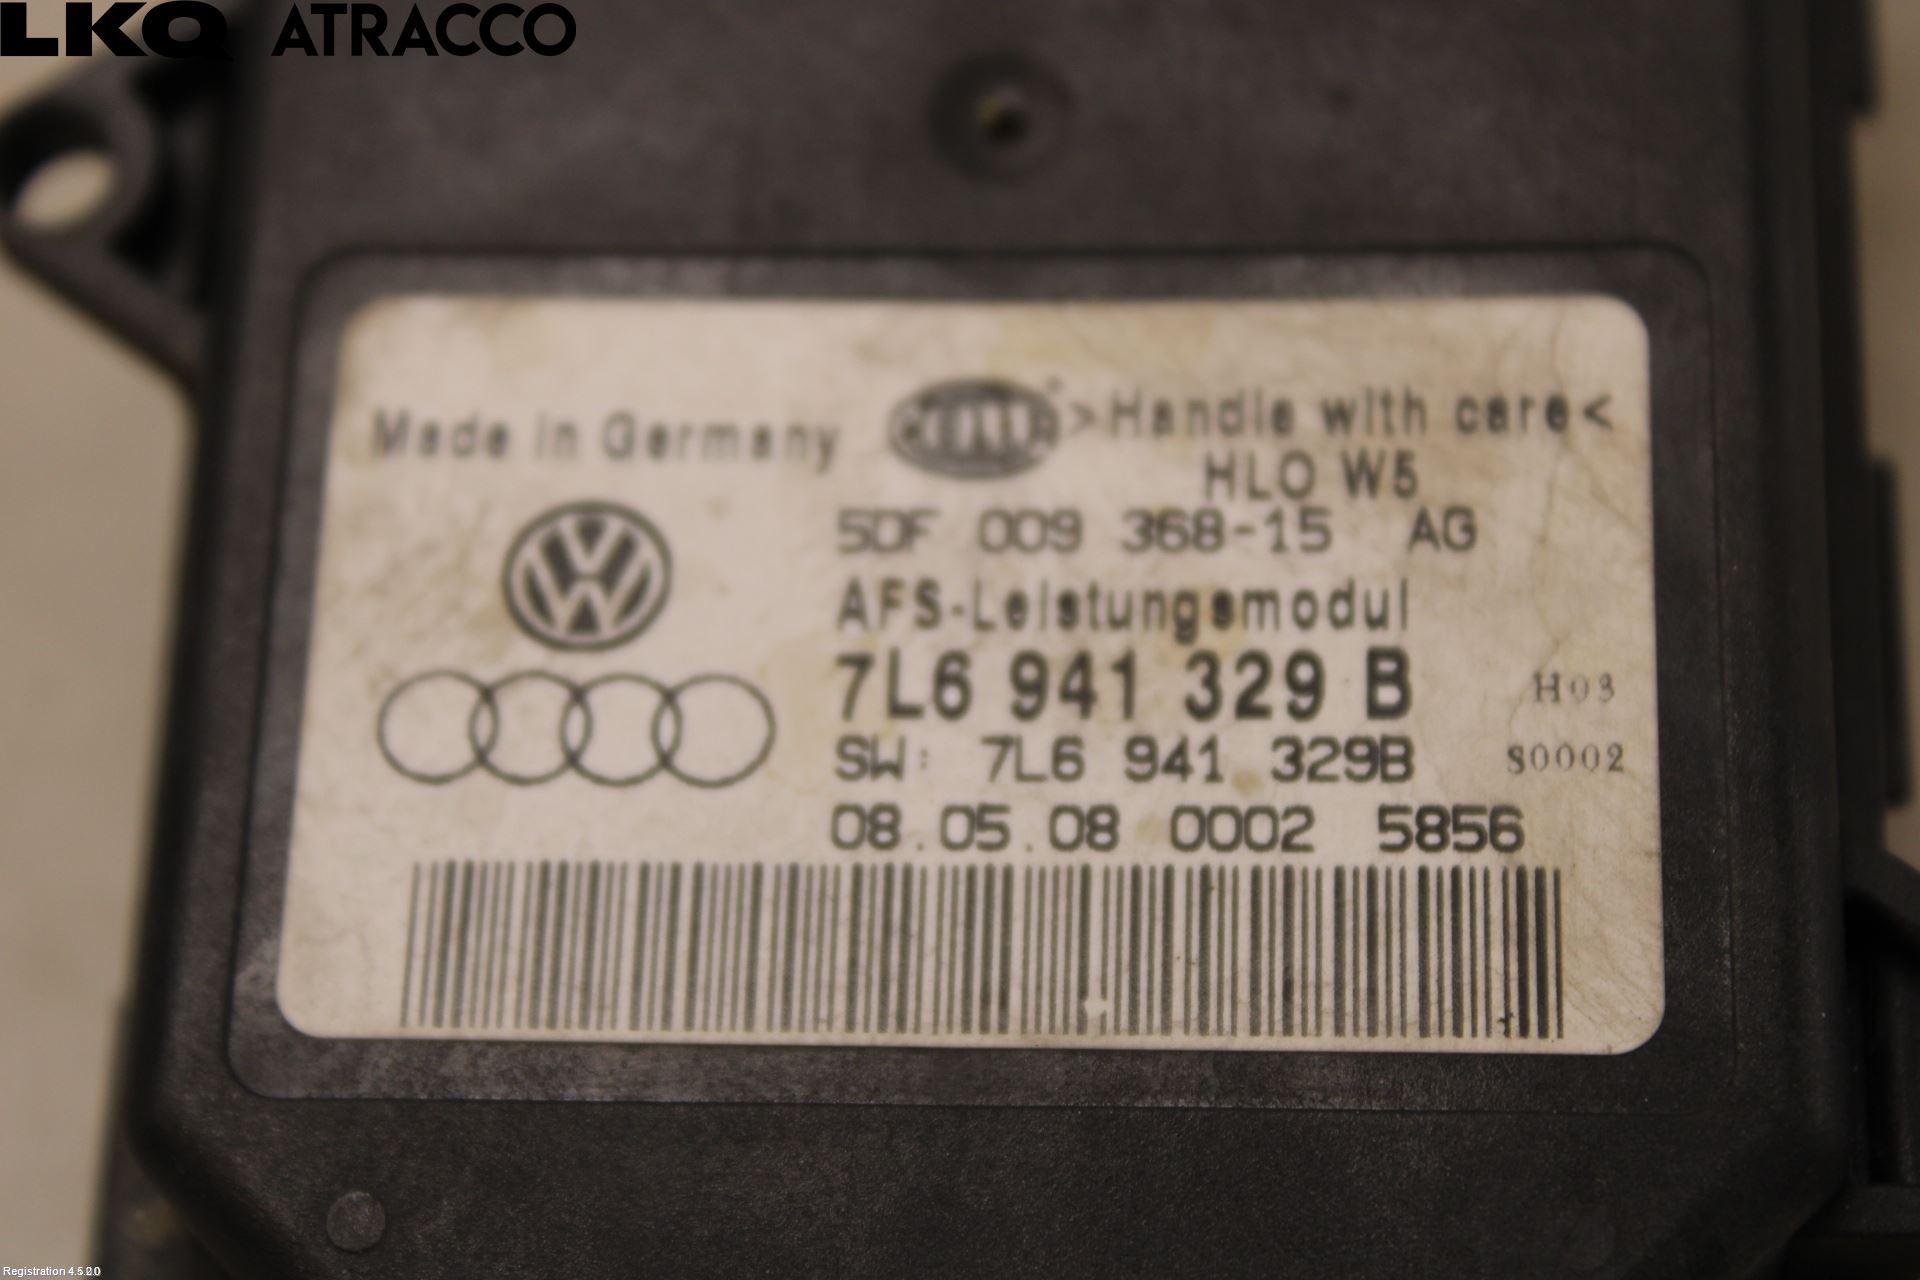 LKQ ATRACCO
Made in Germany HELLA >Handle with care<
HLO W5
5DF 009 368-15 AG
AFS-Leistungsmodul
7L6 941 329 B H03
SW: 7L6 941 329B S0002
08.05.08 0002 5856
Registration 4.5.2.0